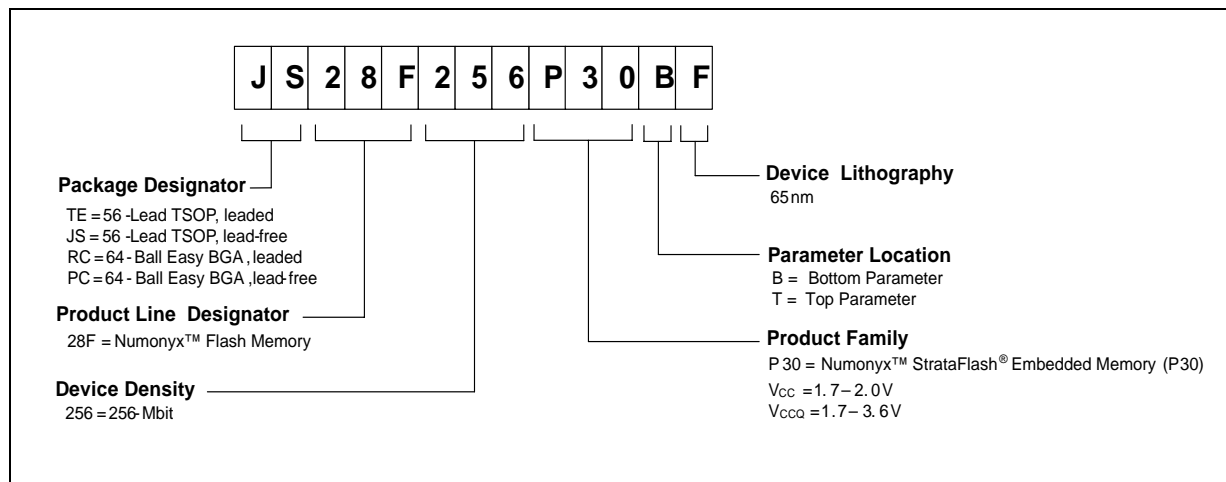 J S 2 8 F 2 5 6 P 3 0 B F
Package Designator
TE = 56 -Lead TSOP, leaded
JS = 56 -Lead TSOP, lead-free
RC = 64 - Ball Easy BGA, leaded
PC = 64 - Ball Easy BGA, lead-free
Product Line Designator
28F = Numonyx™ Flash Memory
Device Density
256 = 256-Mbit
Device Lithography
65nm
Parameter Location
B = Bottom Parameter
T = Top Parameter
Product Family
P30 = Numonyx™ StrataFlash® Embedded Memory (P30)
VCC = 1.7 – 2.0V
VCCQ = 1.7 – 3.6V